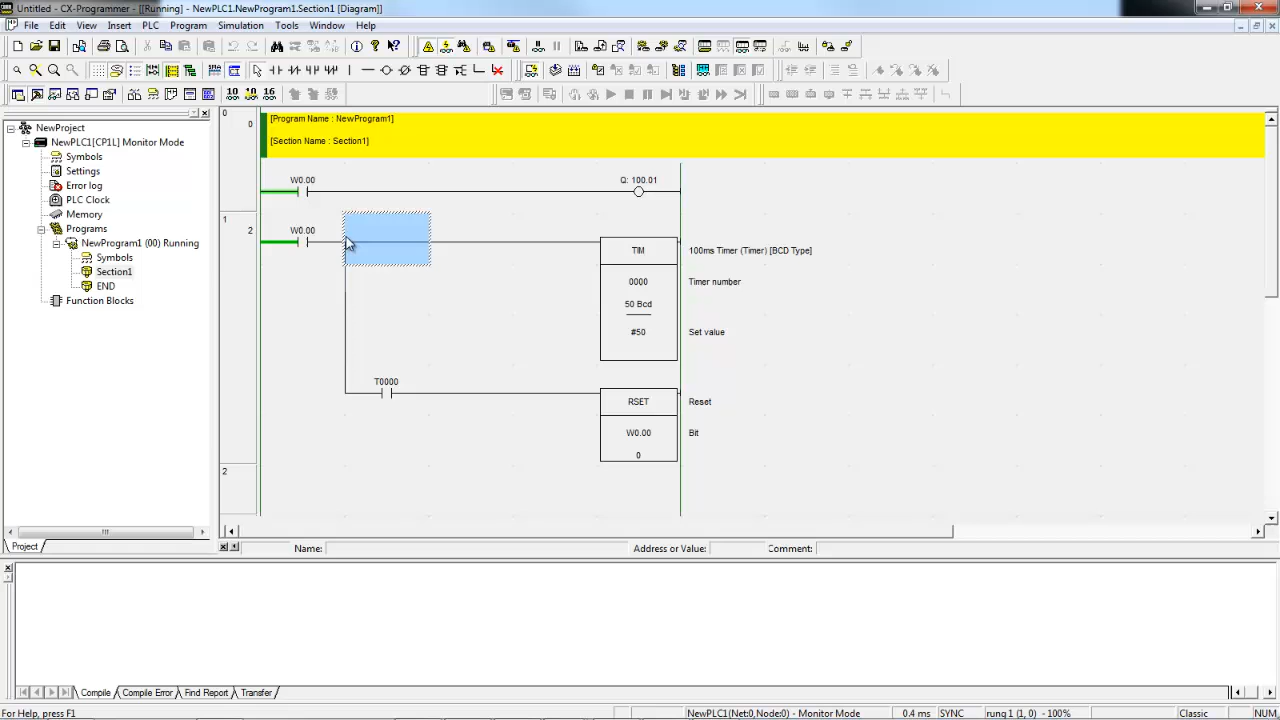 Untitled - CX-Programmer - [[Running] - NewPLC1.NewProgram1.Section1 [Diagram]]
File Edit View Insert PLC Program Simulation Tools Window Help
10 10 16
NewProject
NewPLC1[CP1L] Monitor Mode
Symbols
Settings
Error log
PLC Clock
Memory
Programs
NewProgram1 (00) Running
Symbols
Section1
END
Function Blocks
Project
0
0
[Program Name : NewProgram1]
[Section Name : Section1]
W0.00
Q: 100.01
1
2
W0.00
TIM
100ms Timer (Timer) [BCD Type]
0000
Timer number
50 Bcd
#50
Set value
T0000
RSET
Reset
W0.00
Bit
0
2
Name: Address or Value: Comment:
Compile Compile Error Find Report Transfer
For Help, press F1
NewPLC1(Net:0,Node:0) - Monitor Mode 0.4 ms SYNC rung 1 (1, 0) - 100% Classic NUM